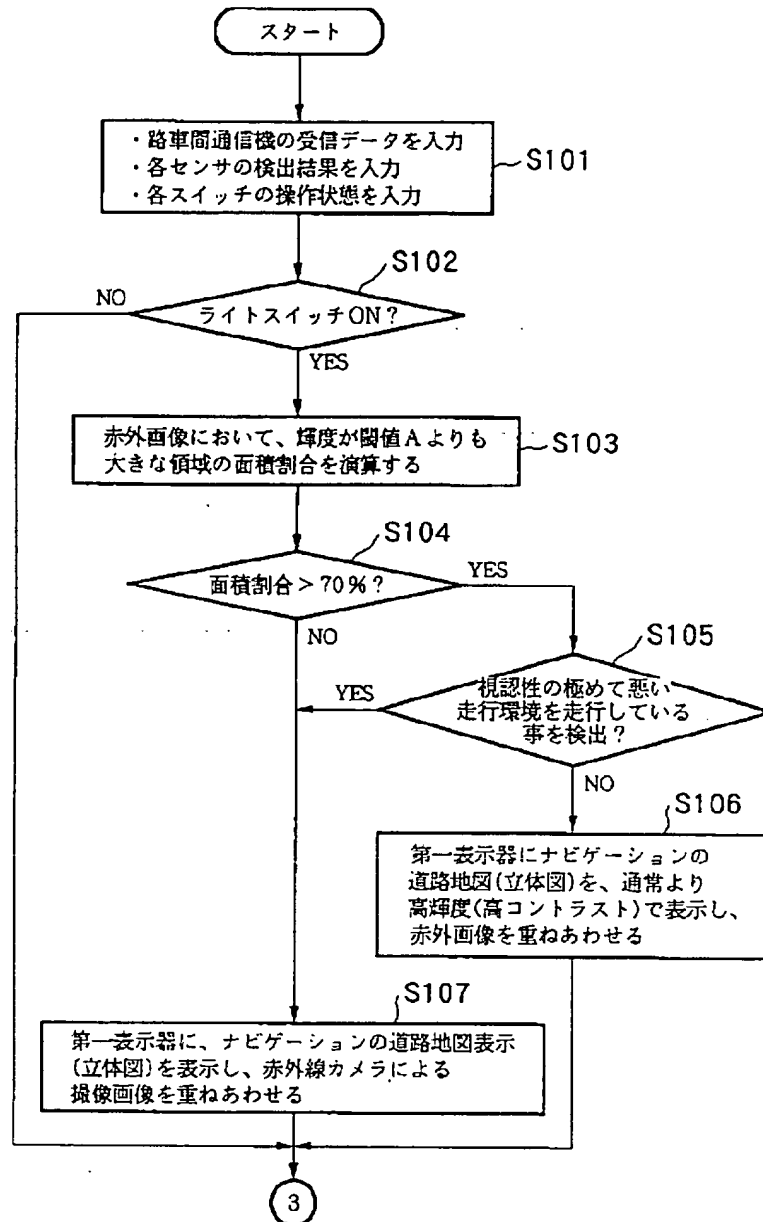 スタート
・路車間通信機の受信データを入力
・各センサの検出結果を入力
・各スイッチの操作状態を入力
S101
S102
NO
ライトスイッチON?
YES
赤外画像において、輝度が閾値Aよりも
大きな領域の面積割合を演算する
S103
S104
面積割合>70%?
YES
NO
S105
YES
視認性の極めて悪い
走行環境を走行している
事を検出?
NO
S106
第一表示器にナビゲーションの
道路地図(立体図)を、通常より
高輝度(高コントラスト)で表示し、
赤外画像を重ねあわせる
S107
第一表示器に、ナビゲーションの道路地図表示
(立体図)を表示し、赤外線カメラによる
撮像画像を重ねあわせる
3